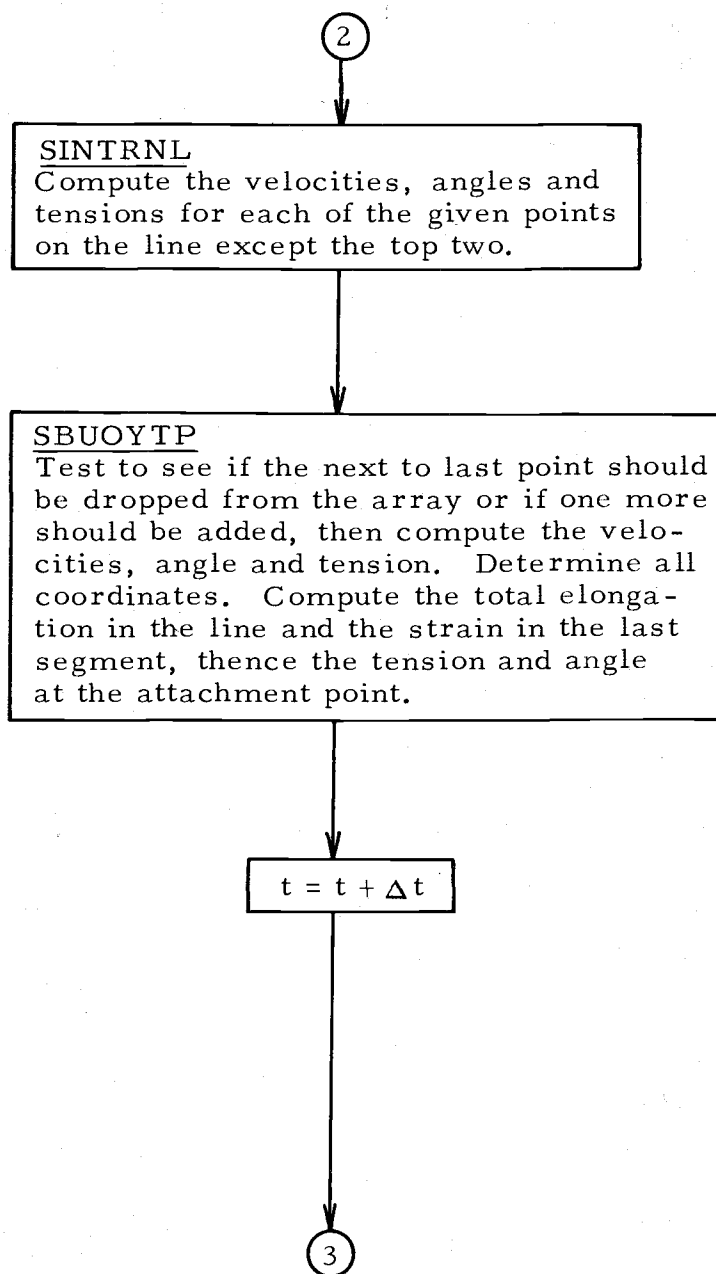 2
SINTRNL
Compute the velocities, angles and
tensions for each of the given points
on the line except the top two.
SBUOYTP
Test to see if the next to last point should
be dropped from the array or if one more
should be added, then compute the velo-
cities, angle and tension. Determine all
coordinates. Compute the total elonga-
tion in the line and the strain in the last
segment, thence the tension and angle
at the attachment point.
t = t + Δt
3